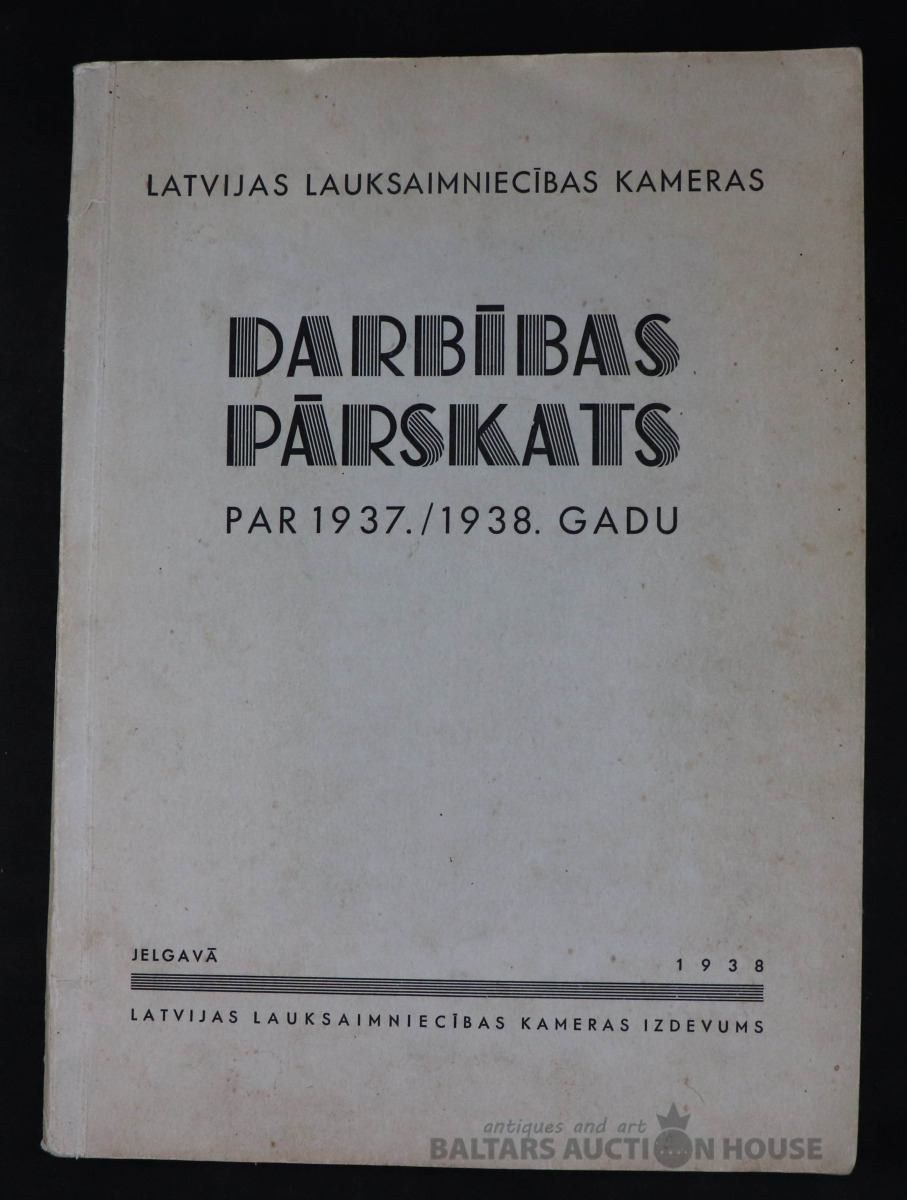 LATVIJAS LAUKSAIMNIECĪBAS KAMERAS
DARBĪBAS
PĀRSKATS
PAR 1937./1938. GADU
JELGAVĀ 1938
LATVIJAS LAUKSAIMNIECĪBAS KAMERAS IZDEVUMS
antiques and art
BALTARS AUCTION HOUSE